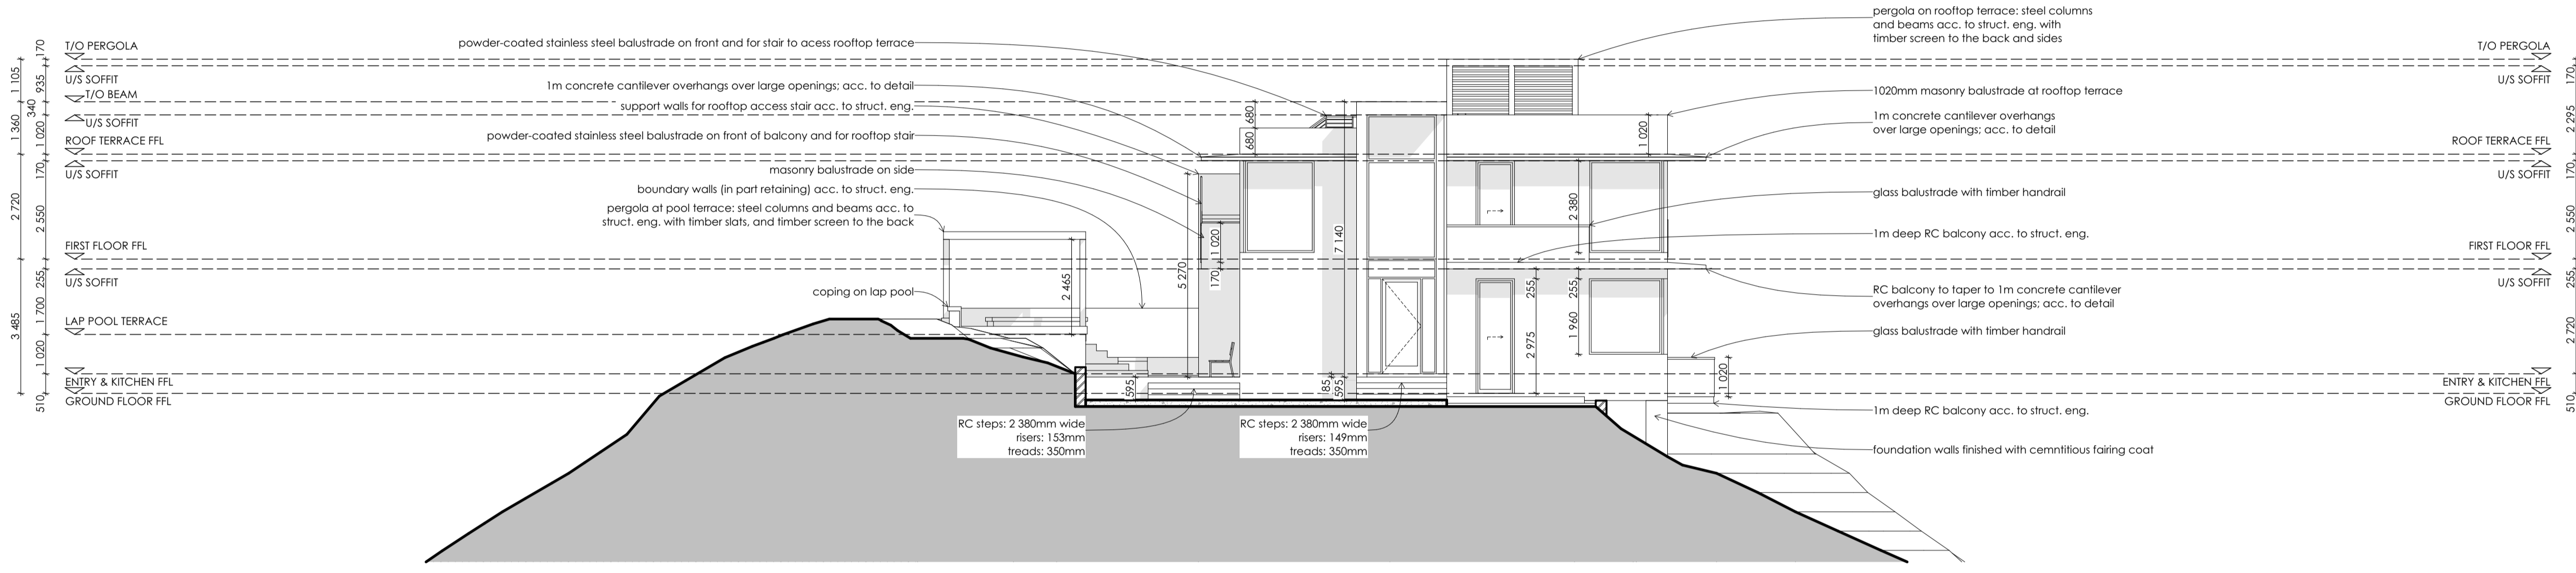 T/O PERGOLA
U/S SOFFIT
T/O BEAM
U/S SOFFIT
ROOF TERRACE FFL
U/S SOFFIT
FIRST FLOOR FFL
U/S SOFFIT
LAP POOL TERRACE
ENTRY & KITCHEN FFL
GROUND FLOOR FFL
1 105
1 360
2 720
3 485
170
935
340
1 020
170
2 550
255
1 700
1 020
510
powder-coated stainless steel balustrade on front and for stair to acess rooftop terrace
1m concrete cantilever overhangs over large openings; acc. to detail
support walls for rooftop access stair acc. to struct. eng.
powder-coated stainless steel balustrade on front of balcony and for rooftop stair
masonry balustrade on side
boundary walls (in part retaining) acc. to struct. eng.
pergola at pool terrace: steel columns and beams acc. to
struct. eng. with timber slats, and timber screen to the back
coping on lap pool
2 465
5 270
1 020
170
680
680
7 140
595
85
595
2 975
255
255
1 960
2 380
1 020
1 020
RC steps: 2 380mm wide
risers: 153mm
treads: 350mm
RC steps: 2 380mm wide
risers: 149mm
treads: 350mm
pergola on rooftop terrace: steel columns
and beams acc. to struct. eng. with
timber screen to the back and sides
1020mm masonry balustrade at rooftop terrace
1m concrete cantilever overhangs
over large openings; acc. to detail
glass balustrade with timber handrail
1m deep RC balcony acc. to struct. eng.
RC balcony to taper to 1m concrete cantilever
overhangs over large openings; acc. to detail
glass balustrade with timber handrail
1m deep RC balcony acc. to struct. eng.
foundation walls finished with cemntitious fairing coat
T/O PERGOLA
U/S SOFFIT
ROOF TERRACE FFL
U/S SOFFIT
FIRST FLOOR FFL
U/S SOFFIT
ENTRY & KITCHEN FFL
GROUND FLOOR FFL
170
2 295
170
2 550
255
2 720
510